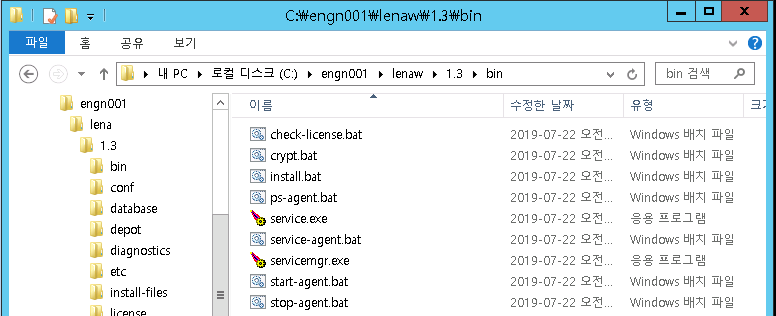 C:₩engn001₩lenaw₩1.3₩bin
파일 홈 공유 보기
내 PC 로컬 디스크 (C:) engn001 lenaw 1.3 bin bin 검색
engn001
lena
1.3
bin
conf
database
depot
diagnostics
etc
install-files
license
이름 수정한 날짜 유형 크기
check-license.bat 2019-07-22 오전... Windows 배치 파일
crypt.bat 2019-07-22 오전... Windows 배치 파일
install.bat 2019-07-22 오전... Windows 배치 파일
ps-agent.bat 2019-07-22 오전... Windows 배치 파일
service.exe 2019-07-22 오전... 응용 프로그램
service-agent.bat 2019-07-22 오전... Windows 배치 파일
servicemgr.exe 2019-07-22 오전... 응용 프로그램
start-agent.bat 2019-07-22 오전... Windows 배치 파일
stop-agent.bat 2019-07-22 오전... Windows 배치 파일